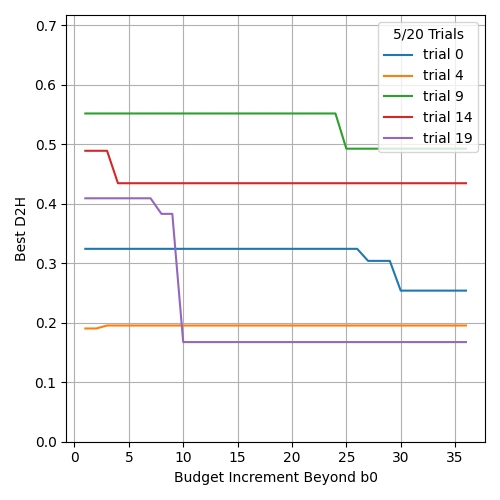 5/20 Trials
trial 0
trial 4
trial 9
trial 14
trial 19
0.7
0.6
0.5
0.4
0.3
0.2
0.1
0.0
Best D2H
0 5 10 15 20 25 30 35
Budget Increment Beyond b0